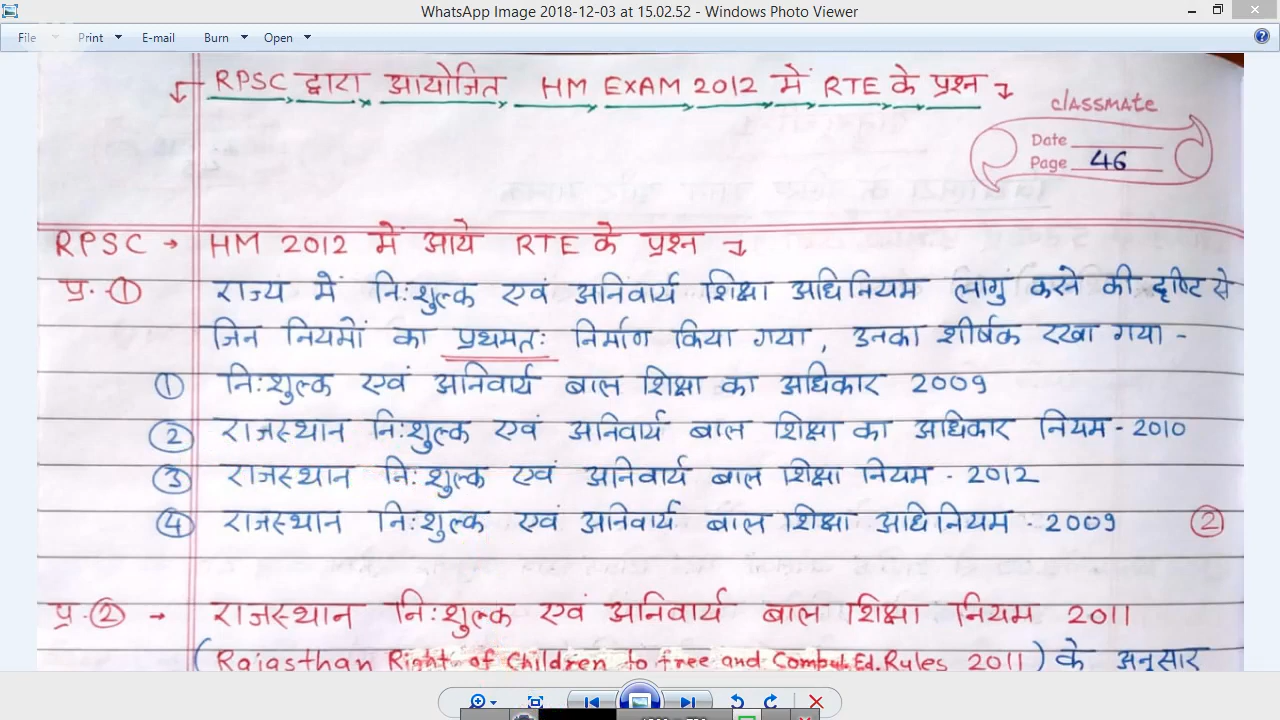 WhatsApp Image 2018-12-03 at 15.02.52 - Windows Photo Viewer
File Print E-mail Burn Open
RPSC द्वारा आयोजित HM EXAM 2012 में RTE के प्रश्न
classmate
Date
Page 46
RPSC → HM 2012 में आये RTE के प्रश्न
प्र. ① राज्य में निःशुल्क एवं अनिवार्य शिक्षा अधिनियम लागुं करने की दृष्टि से
जिन नियमों का प्रथमतः निर्माण किया गया, उनका शीर्षक रखा गया -
① निःशुल्क एवं अनिवार्य बाल शिक्षा का अधिकार 2009
② राजस्थान निःशुल्क एवं अनिवार्य बाल शिक्षा का अधिकार नियम - 2010
③ राजस्थान निःशुल्क एवं अनिवार्य बाल शिक्षा नियम - 2012
④ राजस्थान निःशुल्क एवं अनिवार्य बाल शिक्षा अधिनियम - 2009 ②
प्र. ② → राजस्थान निःशुल्क एवं अनिवार्य बाल शिक्षा नियम 2011
(Rajasthan Right of Children to free and Compul. Ed. Rules 2011) के अनुसार